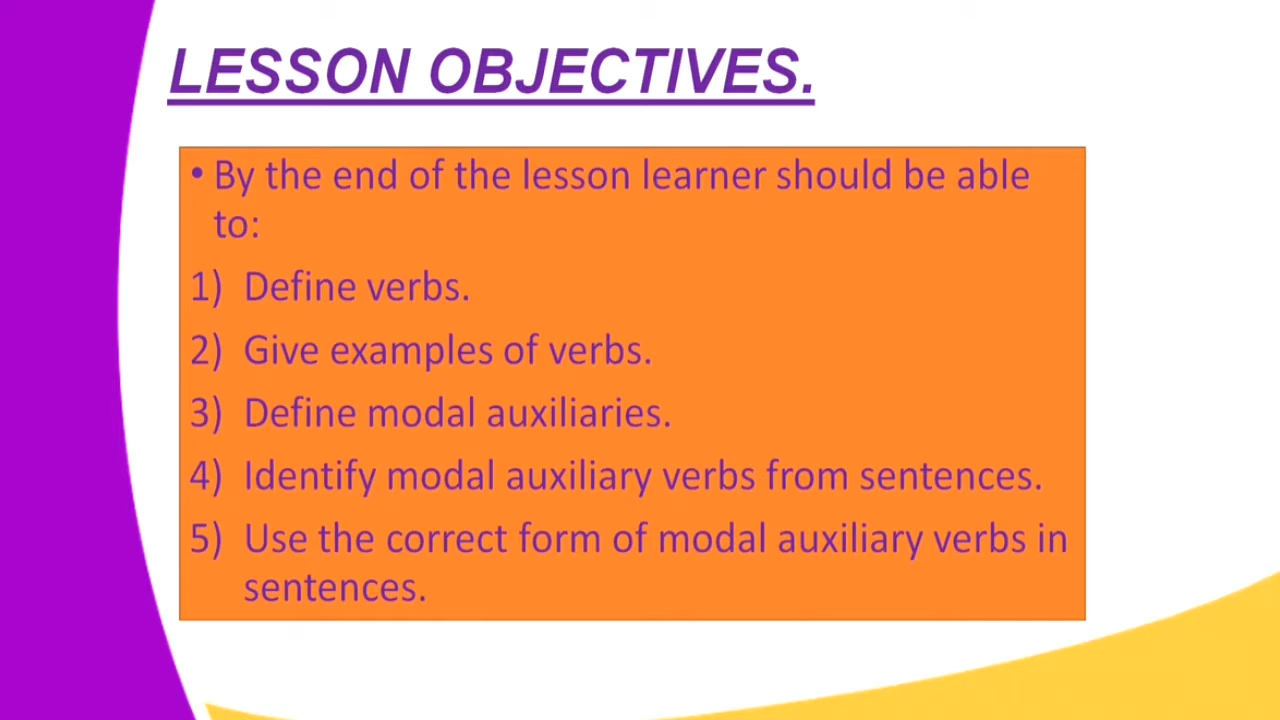 LESSON OBJECTIVES.
• By the end of the lesson learner should be able
to:
1) Define verbs.
2) Give examples of verbs.
3) Define modal auxiliaries.
4) Identify modal auxiliary verbs from sentences.
5) Use the correct form of modal auxiliary verbs in
sentences.